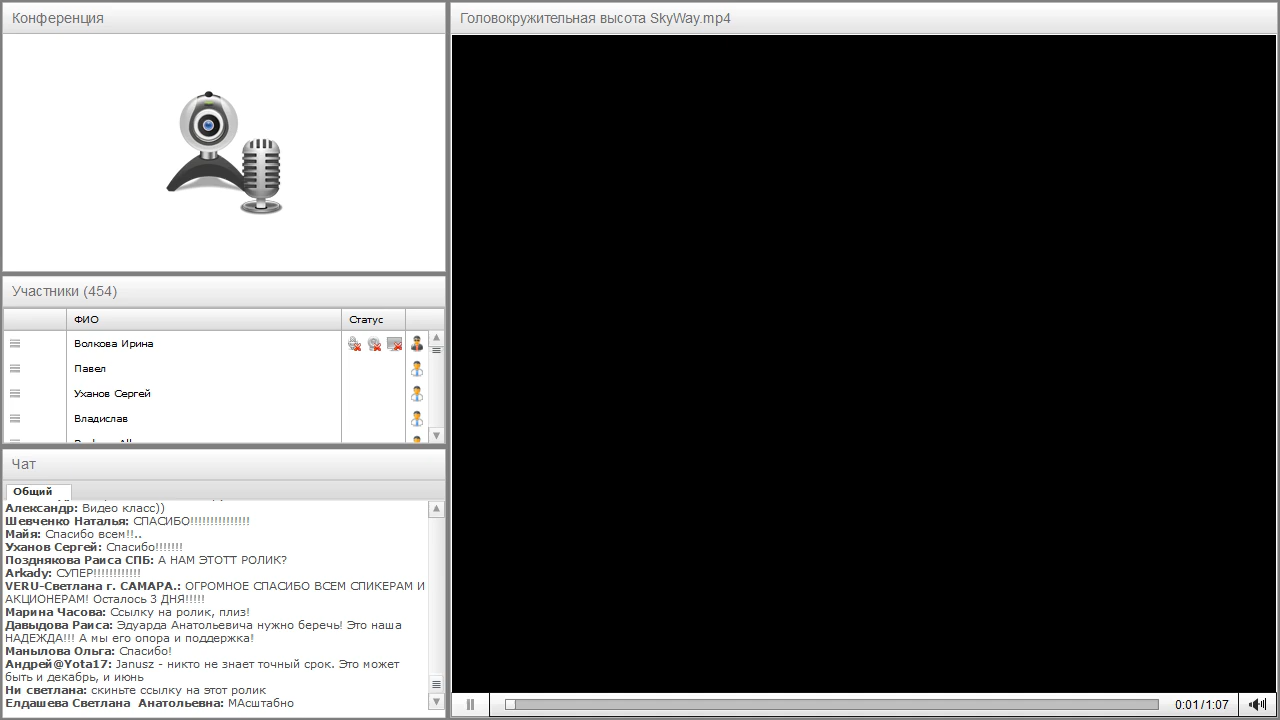 Конференция
Головокружительная высота SkyWay.mp4
Участники (454)
ФИО
Статус
Волкова Ирина
Павел
Уханов Сергей
Владислав
Чат
Общий
Александр: Видео класс))
Шевченко Наталья: СПАСИБО!!!!!!!!!!!!!!!
Майя: Спасибо всем!!..
Уханов Сергей: Спасибо!!!!!!!
Позднякова Раиса СПБ: А НАМ ЭТОТТ РОЛИК?
Arkady: СУПЕР!!!!!!!!!!!!
VERU-Светлана г. САМАРА.: ОГРОМНОЕ СПАСИБО ВСЕМ СПИКЕРАМ И
АКЦИОНЕРАМ! Осталось 3 ДНЯ!!!!!
Марина Часова: Ссылку на ролик, плиз!
Давыдова Раиса: Эдуарда Анатольевича нужно беречь! Это наша
НАДЕЖДА!!! А мы его опора и поддержка!
Манылова Ольга: Спасибо!
Андрей@Yota17: Janusz - никто не знает точный срок. Это может
быть и декабрь, и июнь
Ни светлана: скиньте ссылку на этот ролик
Елдашева Светлана Анатульевна: МАсштабно
0:01/1:07